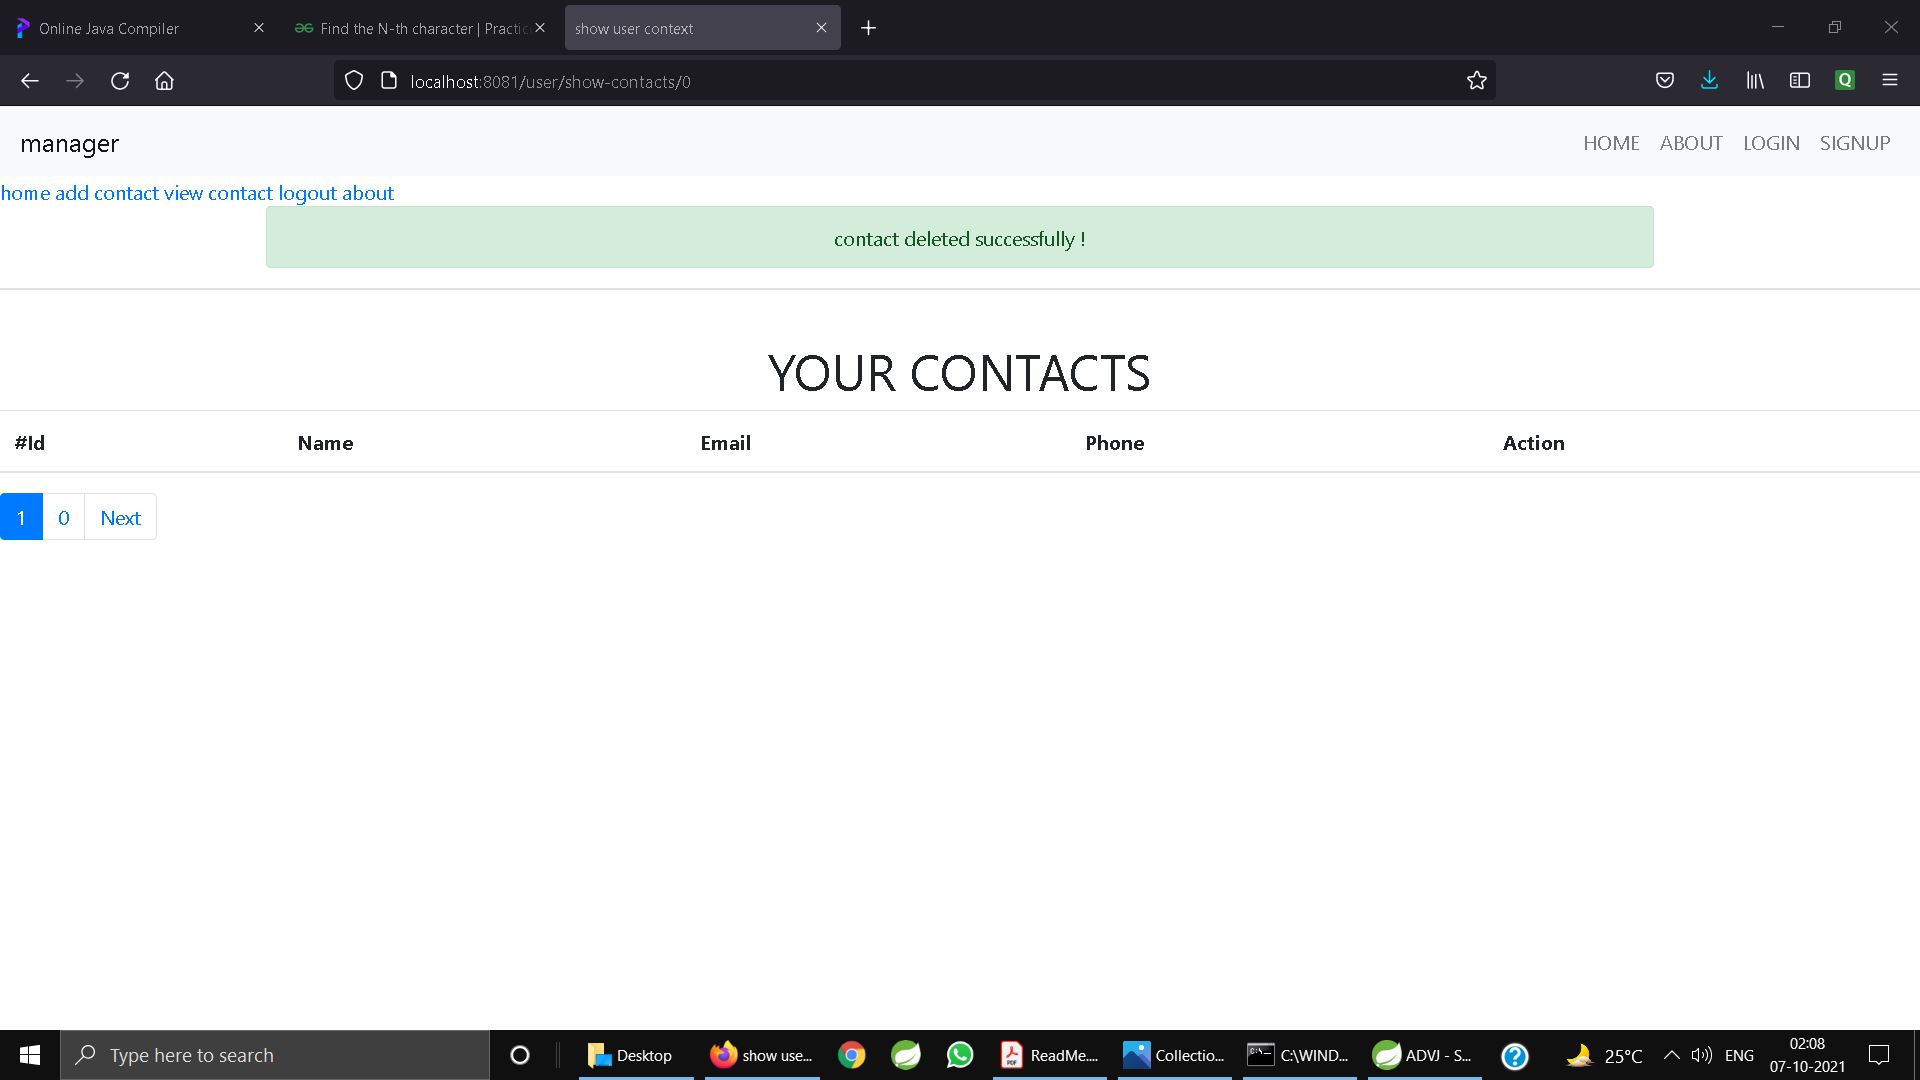 Online Java Compiler
Find the N-th character | Practic
show user context
localhost:8081/user/show-contacts/0
Q
manager
HOME ABOUT LOGIN SIGNUP
home add contact view contact logout about
contact deleted successfully !
YOUR CONTACTS
#Id Name Email Phone Action
1 0 Next
Type here to search
Desktop
show use...
ReadMe....
Collectio...
C:\WIND...
ADVJ - S...
25°C
ENG
02:08
07-10-2021